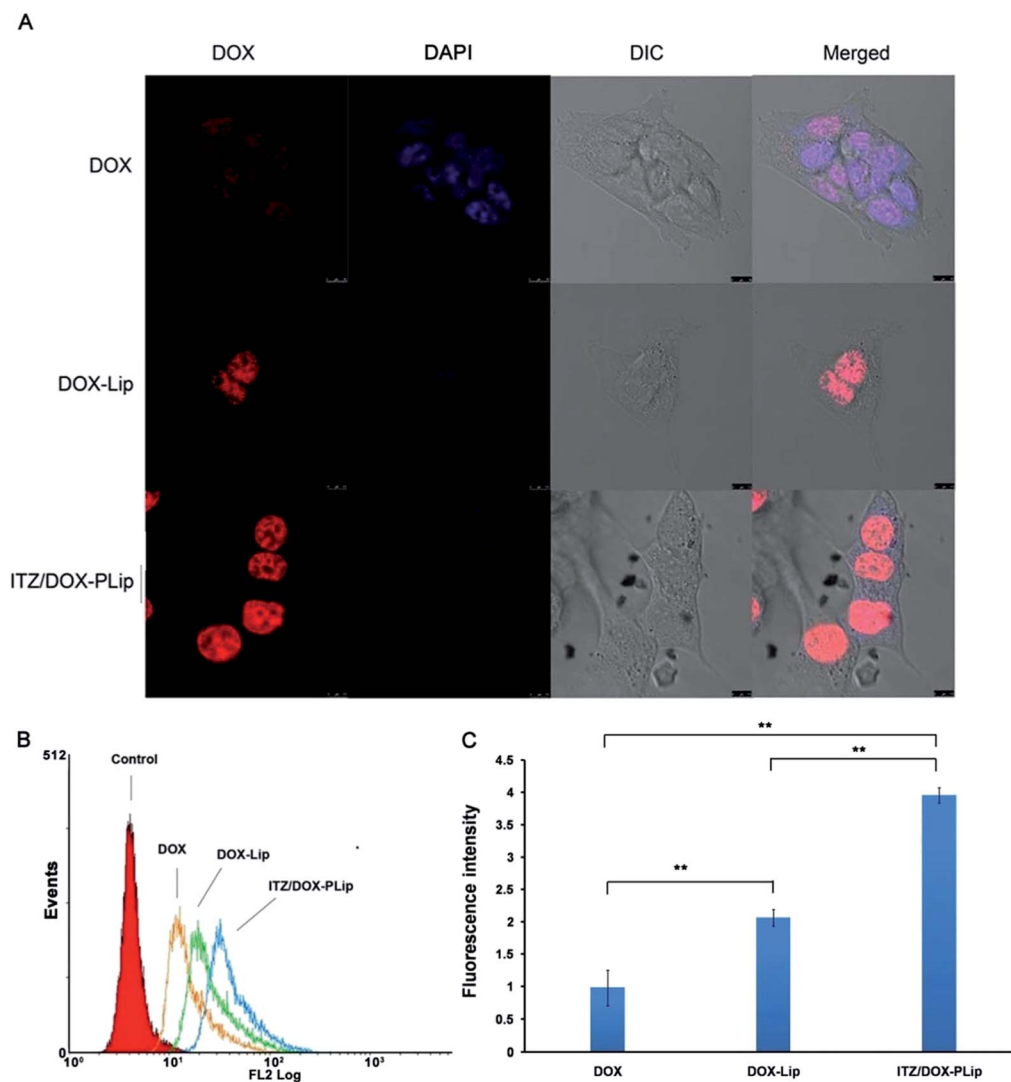 A
DOX DAPI DIC Merged
DOX
DOX-Lip
ITZ/DOX-PLip
B
512
Control
DOX
DOX-Lip
ITZ/DOX-PLip
Events
0
10⁰ 10¹ 10² 10³
FL2 Log
C
**
**
**
4.5
4
3.5
3
2.5
2
1.5
1
0.5
0
Fluorescence intensity
DOX DOX-Lip ITZ/DOX-PLip